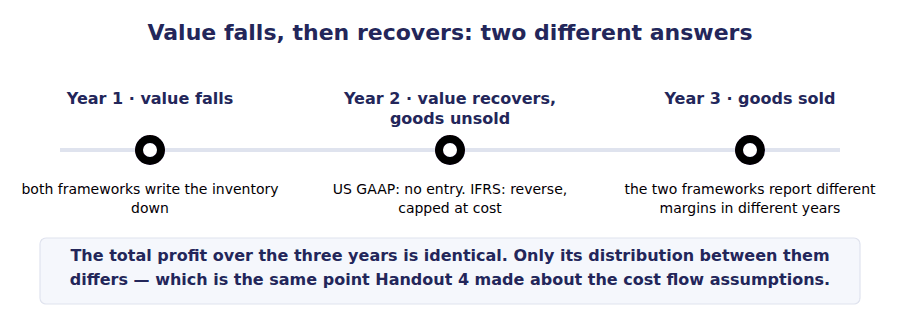 Value falls, then recovers: two different answers
Year 1 · value falls
Year 2 · value recovers,
goods unsold
Year 3 · goods sold
both frameworks write the inventory
down
US GAAP: no entry. IFRS: reverse,
capped at cost
the two frameworks report different
margins in different years
The total profit over the three years is identical. Only its distribution between them
differs — which is the same point Handout 4 made about the cost flow assumptions.